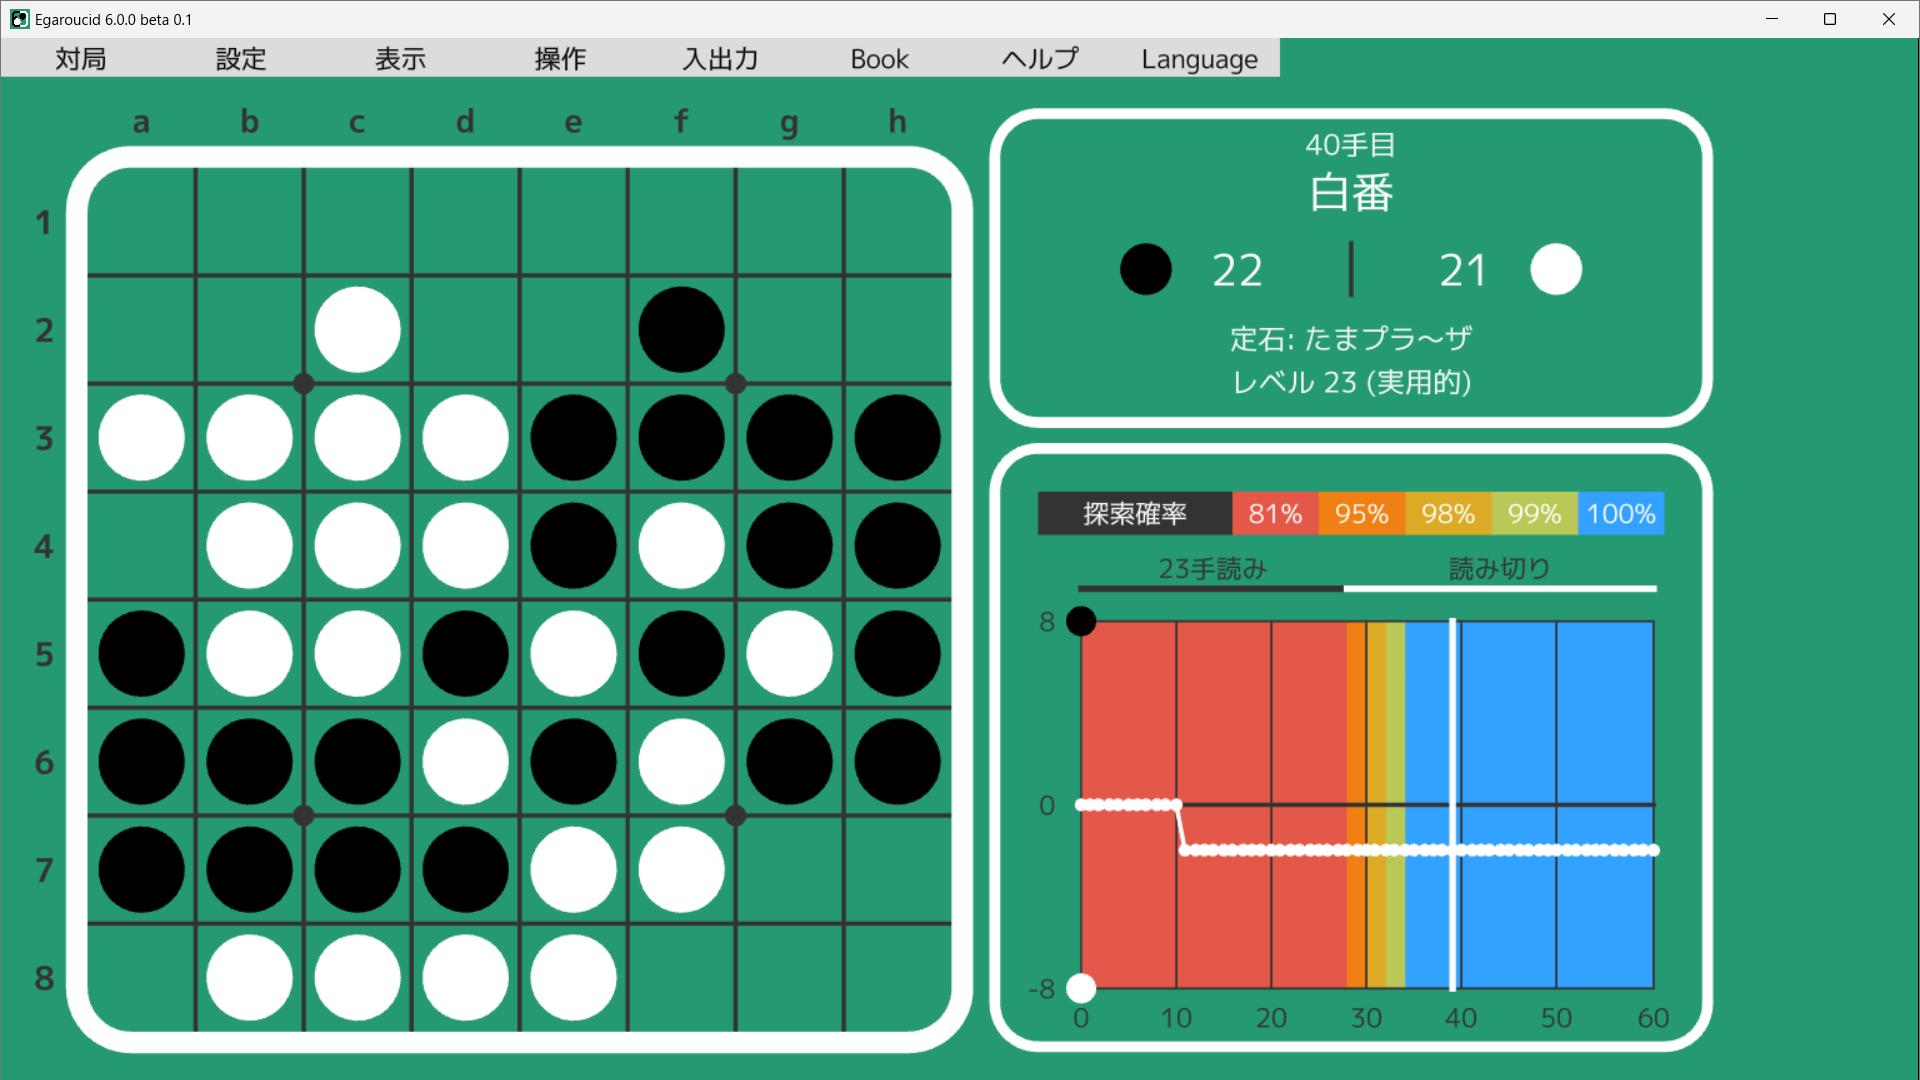 Egaroucid 6.0.0 beta 0.1
対局 設定 表示 操作 入出力 Book ヘルプ Language
a b c d e f g h
1
2
3
4
5
6
7
8
40手目
白番
22 21
定石: たまプラ～ザ
レベル 23 (実用的)
探索確率 81% 95% 98% 99% 100%
23手読み 読み切り
8
0
-8
0 10 20 30 40 50 60